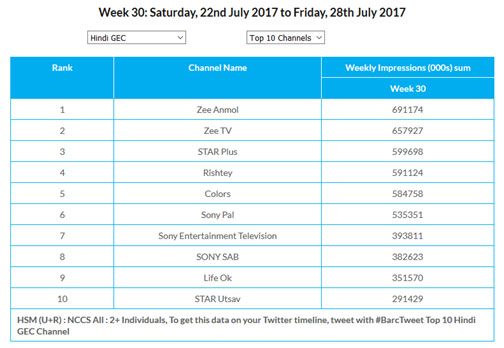 Week 30: Saturday, 22nd July 2017 to Friday, 28th July 2017
Hindi GEC Top 10 Channels
Rank Channel Name Weekly Impressions (000s) sum
Week 30
1 Zee Anmol 691174
2 Zee TV 657927
3 STAR Plus 599698
4 Rishtey 591124
5 Colors 584758
6 Sony Pal 535351
7 Sony Entertainment Television 393811
8 SONY SAB 382623
9 Life Ok 351570
10 STAR Utsav 291429
HSM (U+R) : NCCS All : 2+ Individuals, To get this data on your Twitter timeline, tweet with #BarcTweet Top 10 Hindi
GEC Channel